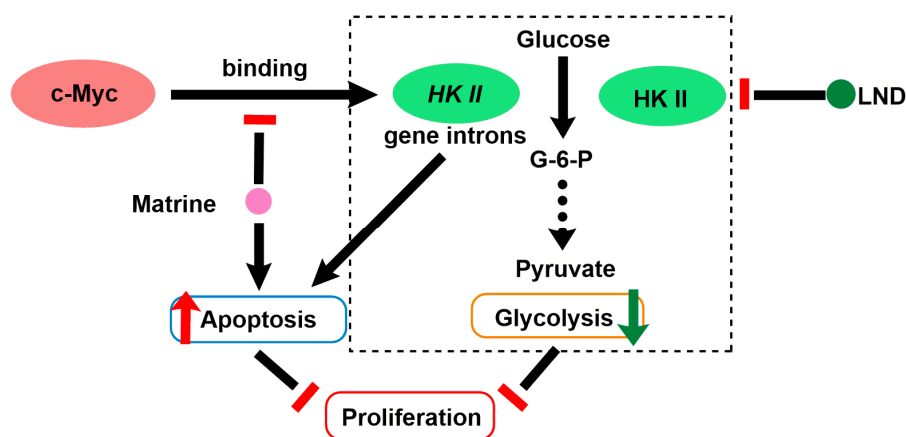 Glucose
binding
c-Myc
HK II
HK II
LND
gene introns
G-6-P
Matrine
Pyruvate
Apoptosis
Glycolysis
Proliferation